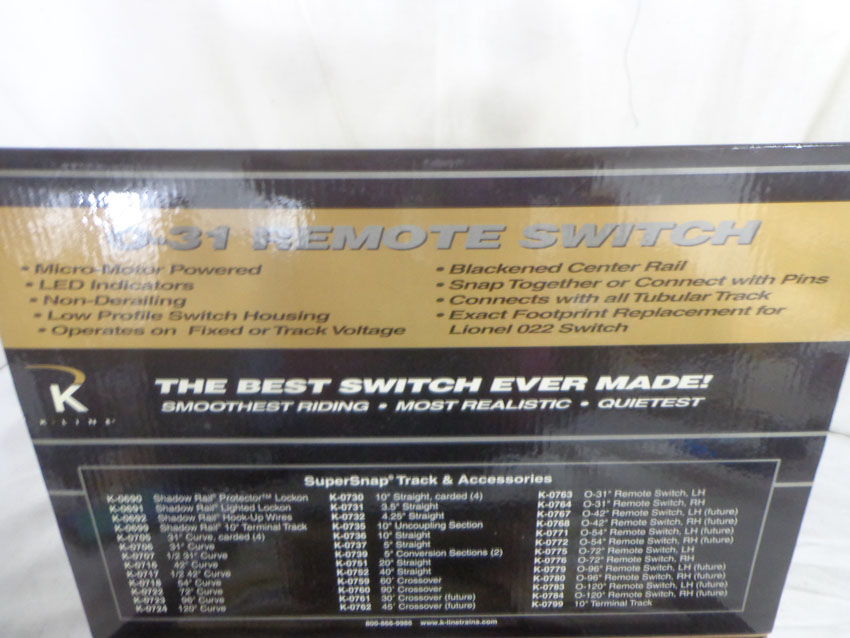 O-31 REMOTE SWITCH
• Micro-Motor Powered
• LED Indicators
• Non-Derailing
• Low Profile Switch Housing
• Operates on Fixed or Track Voltage
• Blackened Center Rail
• Snap Together or Connect with Pins
• Connects with all Tubular Track
• Exact Footprint Replacement for
Lionel 022 Switch
K
K-LINE
THE BEST SWITCH EVER MADE!
SMOOTHEST RIDING • MOST REALISTIC • QUIETEST
SuperSnap® Track & Accessories
K-0690 Shadow Rail® Protector™ Lockon
K-0691 Shadow Rail® Lighted Lockon
K-0692 Shadow Rail® Hook-Up Wires
K-0699 Shadow Rail® 10" Terminal Track
K-0705 31" Curve, carded (4)
K-0706 31" Curve
K-0707 1/2 31" Curve
K-0716 42" Curve
K-0717 1/2 42" Curve
K-0718 54" Curve
K-0722 72" Curve
K-0723 96" Curve
K-0724 120" Curve
K-0730 10" Straight, carded (4)
K-0731 3.5" Straight
K-0732 4.25" Straight
K-0735 10" Uncoupling Section
K-0736 10" Straight
K-0737 5" Straight
K-0739 5" Conversion Sections (2)
K-0751 20" Straight
K-0752 40" Straight
K-0759 60° Crossover
K-0760 90° Crossover
K-0761 30° Crossover (future)
K-0762 45° Crossover (future)
K-0763 O-31" Remote Switch, LH
K-0764 O-31" Remote Switch, RH
K-0767 O-42" Remote Switch, LH (future)
K-0768 O-42" Remote Switch, RH (future)
K-0771 O-54" Remote Switch, LH (future)
K-0772 O-54" Remote Switch, RH (future)
K-0775 O-72" Remote Switch, LH
K-0776 O-72" Remote Switch, RH
K-0779 O-96" Remote Switch, LH (future)
K-0780 O-96" Remote Switch, RH (future)
K-0783 O-120" Remote Switch, LH (future)
K-0784 O-120" Remote Switch, RH (future)
K-0799 10" Terminal Track
www.k-linetrains.com